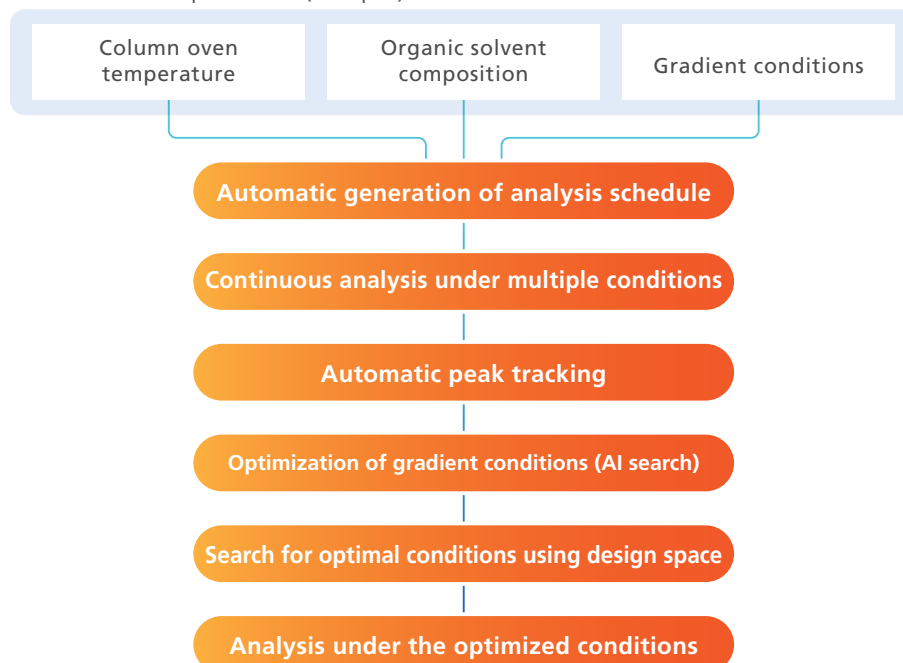 Column oven
temperature
Organic solvent
composition
Gradient conditions
Automatic generation of analysis schedule
Continuous analysis under multiple conditions
Automatic peak tracking
Optimization of gradient conditions (AI search)
Search for optimal conditions using design space
Analysis under the optimized conditions